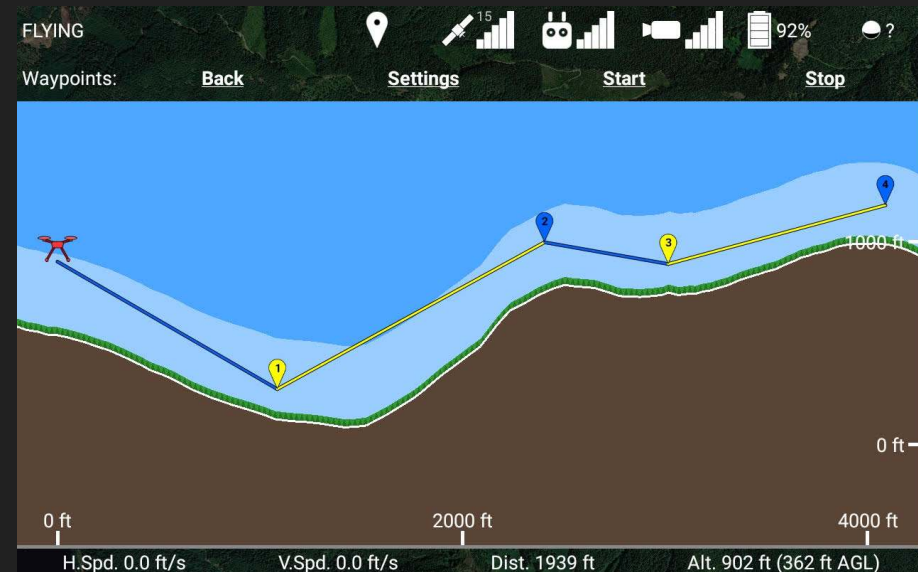 FLYING 15 92% ?
Waypoints: Back Settings Start Stop
4
2
3
1000 ft
1
0 ft
0 ft 2000 ft 4000 ft
H.Spd. 0.0 ft/s V.Spd. 0.0 ft/s Dist. 1939 ft Alt. 902 ft (362 ft AGL)